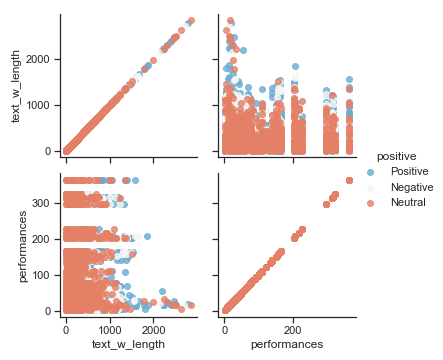 text_w_length
2000
1000
0
positive
Positive
Negative
Neutral
performances
300
200
100
0
0 1000 2000
text_w_length
0 200
performances